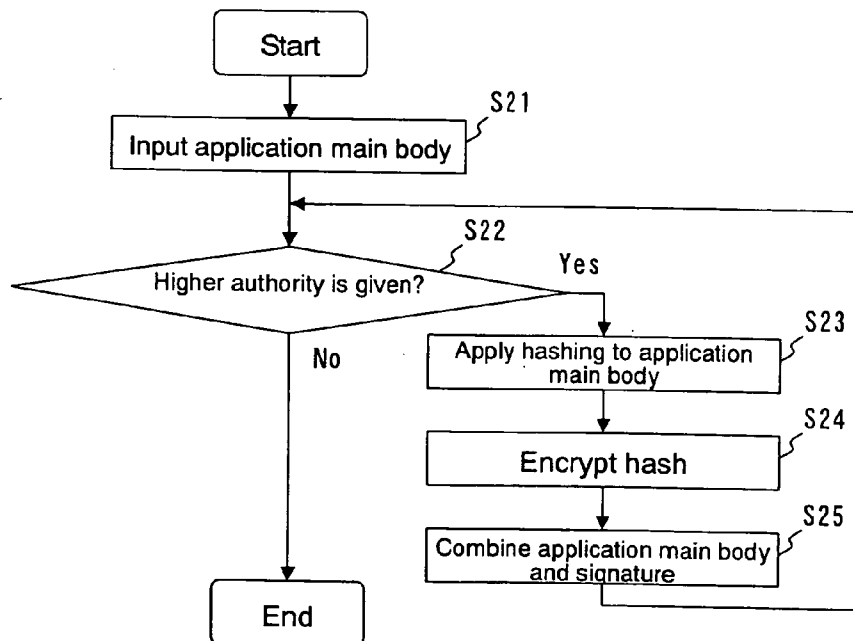 Start
S21
Input application main body
S22
Higher authority is given?
Yes
No
S23
Apply hashing to application
main body
S24
Encrypt hash
S25
Combine application main body
and signature
End